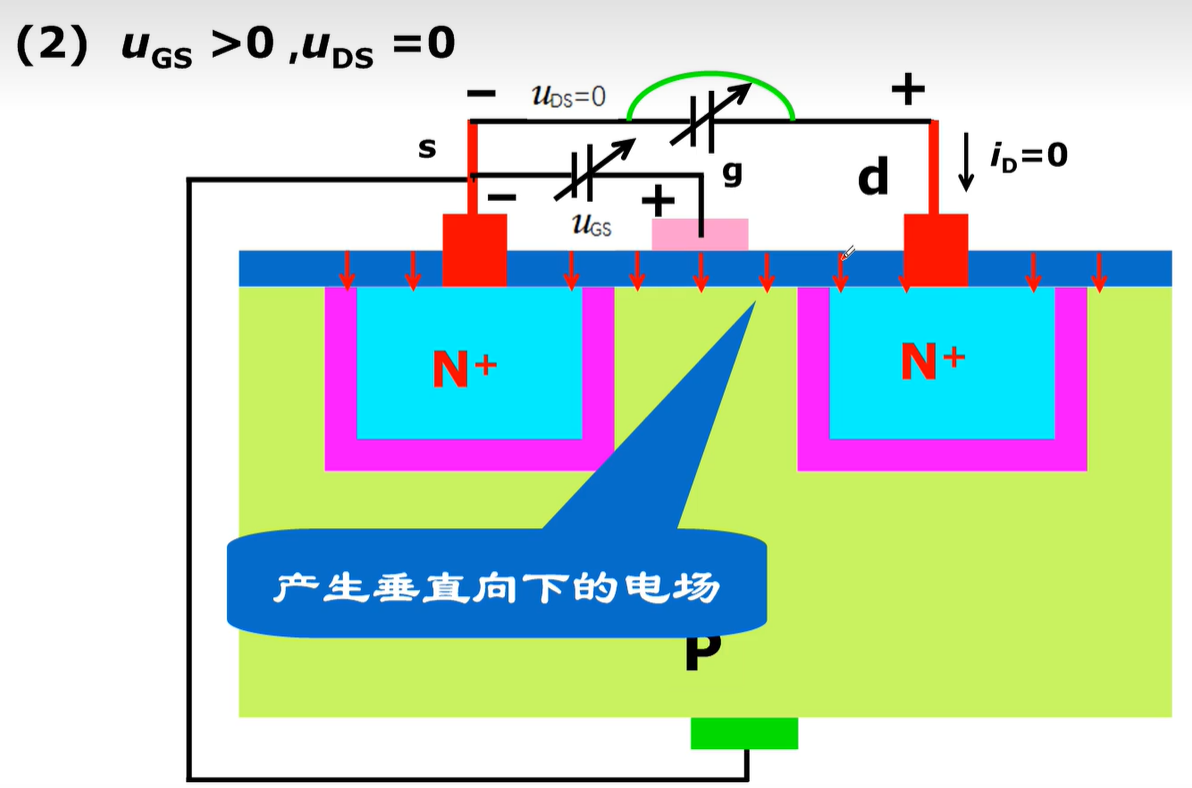 (2) uGS >0 ,uDS =0
− uDS=0 +
s g d iD=0
− +
uGS
N+ N+
产生垂直向下的电场
P